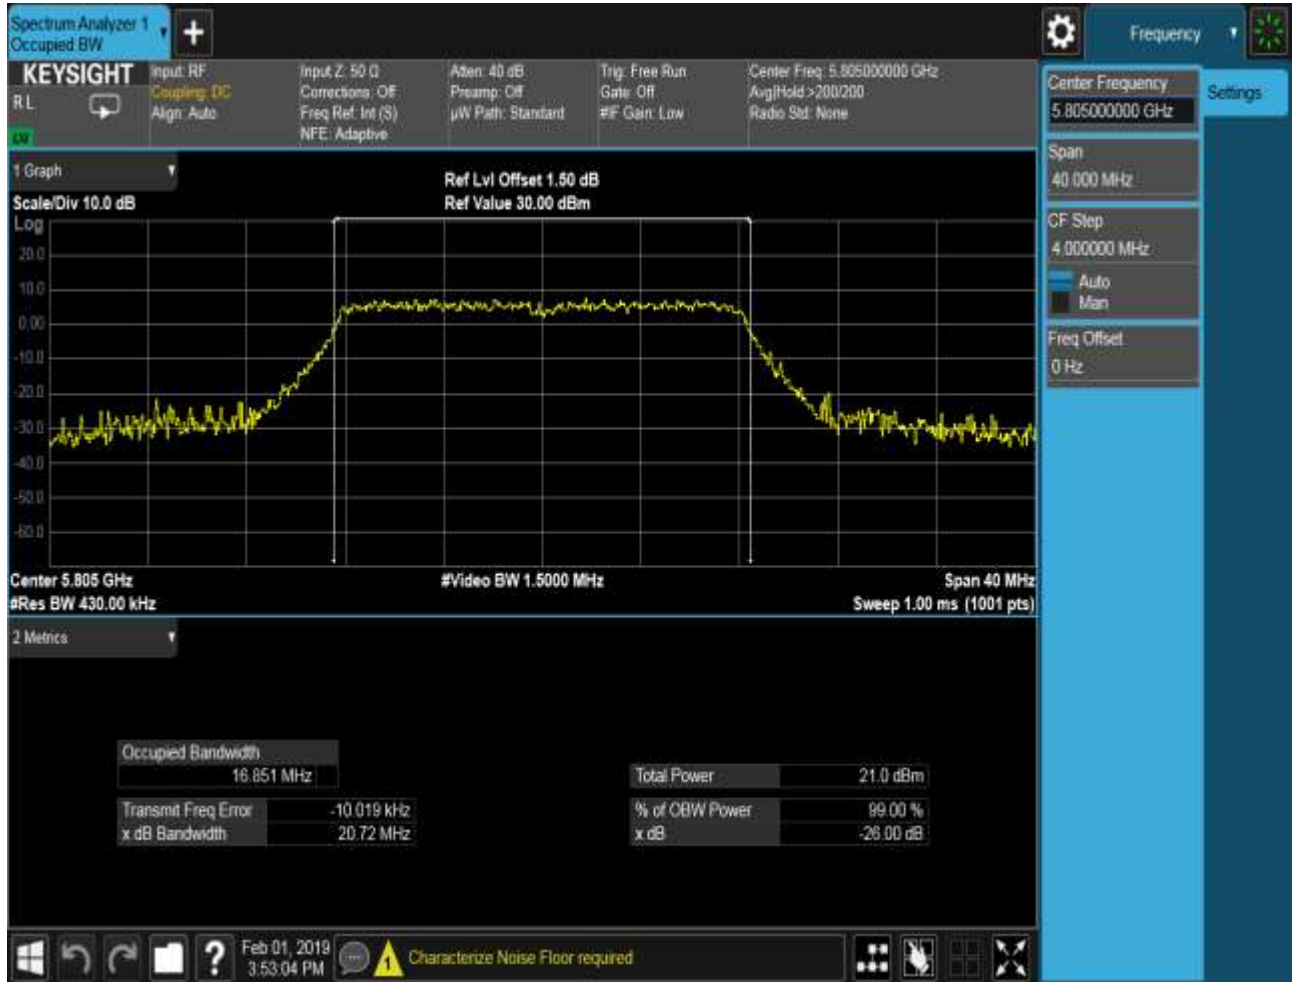 Spectrum Analyzer 1
Occupied BW
Frequency
KEYSIGHT
RL
Input: RF
Coupling: DC
Align: Auto
Input Z: 50 Ω
Corrections: Off
Freq Ref: Int (S)
NFE: Adaptive
Atten: 40 dB
Preamp: Off
µW Path: Standard
Trig: Free Run
Gate: Off
#IF Gain: Low
Center Freq: 5.805000000 GHz
Avg|Hold:>200/200
Radio Std: None
Center Frequency
5.805000000 GHz
Settings
Span
40.000 MHz
CF Step
4.000000 MHz
Auto
Man
Freq Offset
0 Hz
1 Graph
Scale/Div 10.0 dB
Ref Lvl Offset 1.50 dB
Ref Value 30.00 dBm
Log
20.0
10.0
0.00
-10.0
-20.0
-30.0
-40.0
-50.0
-60.0
Center 5.805 GHz
#Video BW 1.5000 MHz
Span 40 MHz
#Res BW 430.00 kHz
Sweep 1.00 ms (1001 pts)
2 Metrics
Occupied Bandwidth
16.851 MHz
Total Power 21.0 dBm
Transmit Freq Error -10.019 kHz
% of OBW Power 99.00 %
x dB Bandwidth 20.72 MHz
x dB -26.00 dB
?
Feb 01, 2019
3:53:04 PM
1
Characterize Noise Floor required